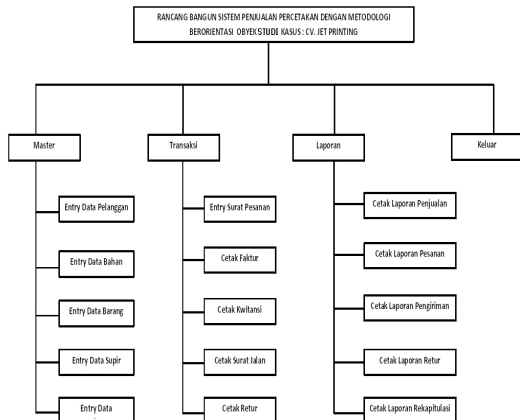 RANCANG BANGUN SISTEM PENJUALAN PERCETAKAN DENGAN METODOLOGI
BERORIENTASI OBYEK STUDI KASUS : CV. JET PRINTING
Master
Transaksi
Laporan
Keluar
Entry Data Pelanggan
Entry Data Bahan
Entry Data Barang
Entry Data Supir
Entry Data
Entry Surat Pesanan
Cetak Faktur
Cetak Kwitansi
Cetak Surat Jalan
Cetak Retur
Cetak Laporan Penjualan
Cetak Laporan Pesanan
Cetak Laporan Pengiriman
Cetak Laporan Retur
Cetak Laporan Rekapitulasi